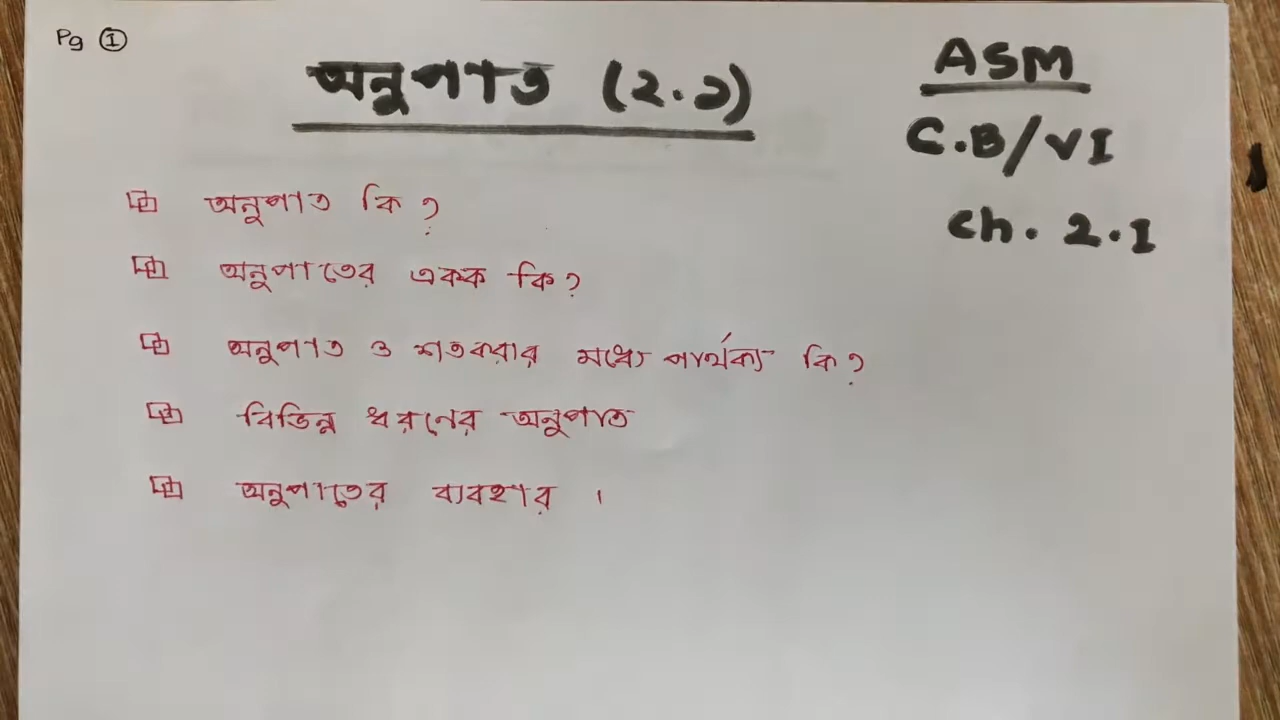 Pg ①
অনুপাত (২.১)
ASM
C.B/VI
Ch. 2.1
অনুপাত কি?
অনুপাতের একক কি?
অনুপাত ও শতকরার মধ্যে পার্থক্য কি?
বিভিন্ন ধরনের অনুপাত
অনুপাতের ব্যবহার ।